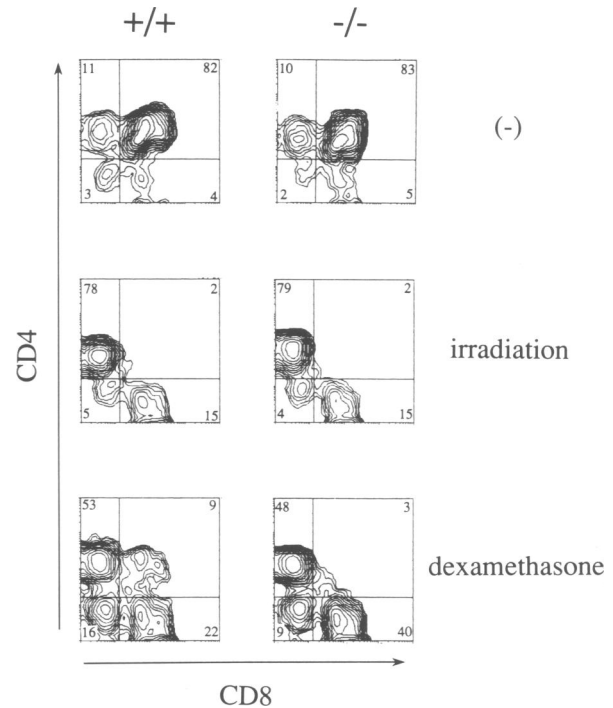 +/+ -/-
11 82 10 83
(-)
3 4 2 5
78 2 79 2
irradiation
5 15 4 15
53 9 48 3
dexamethasone
16 22 9 40
CD4
CD8